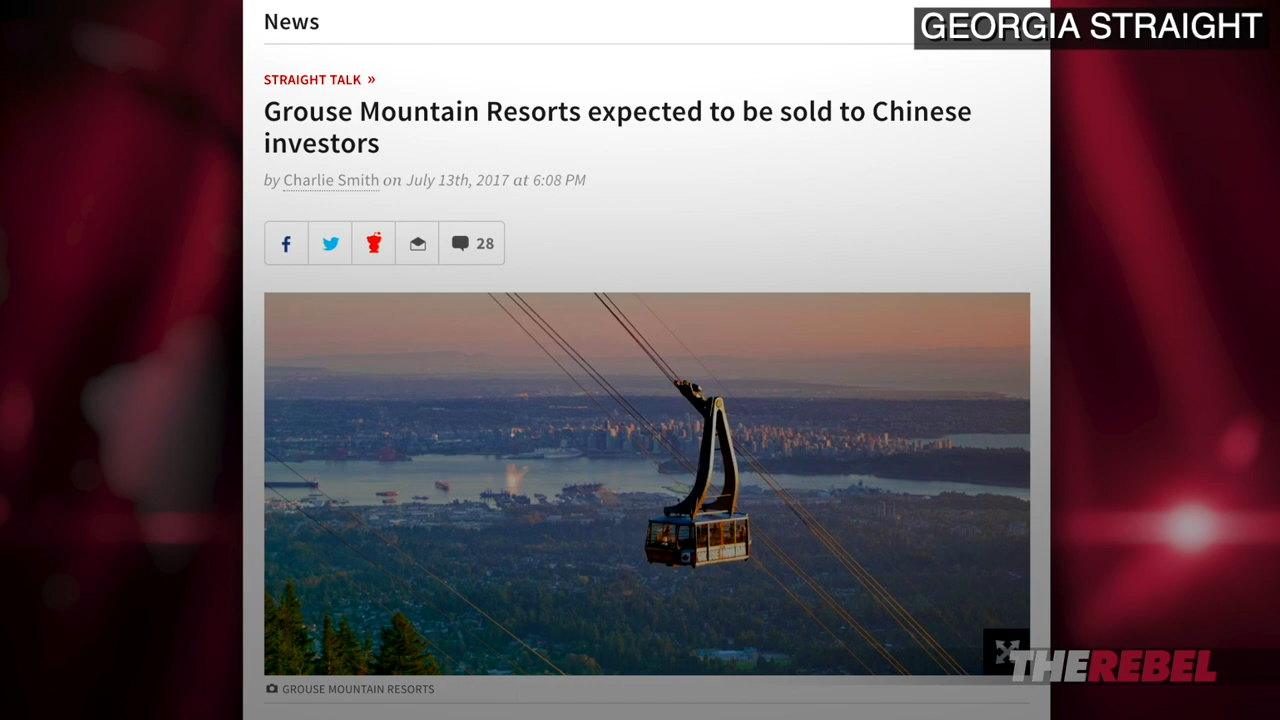 News
GEORGIA STRAIGHT
STRAIGHT TALK »
Grouse Mountain Resorts expected to be sold to Chinese
investors
by Charlie Smith on July 13th, 2017 at 6:08 PM
28
THEREBEL
GROUSE MOUNTAIN RESORTS